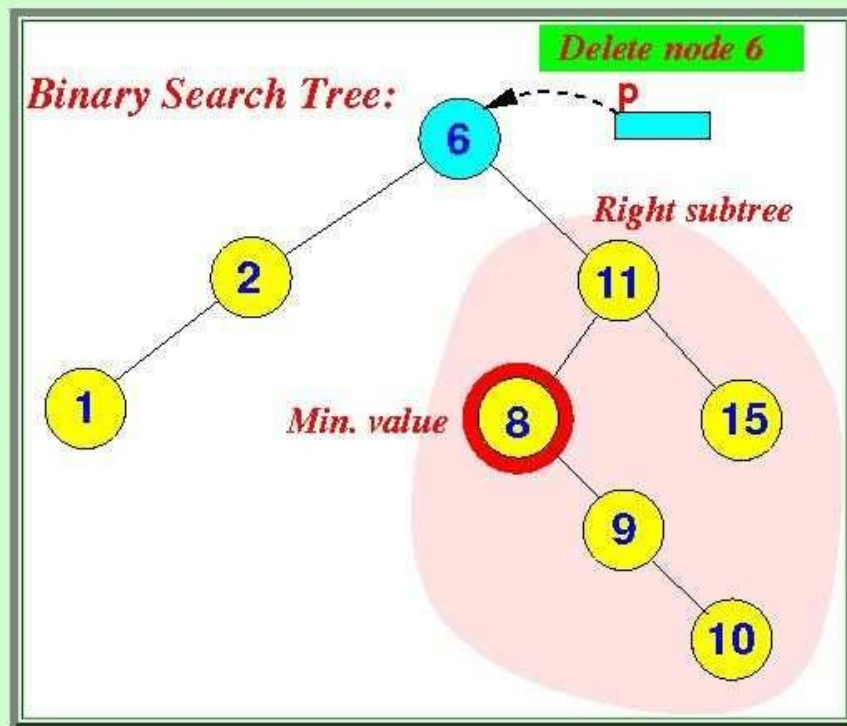 Delete node 6
Binary Search Tree:
p
6
Right subtree
2
11
1
Min. value
8
15
9
10